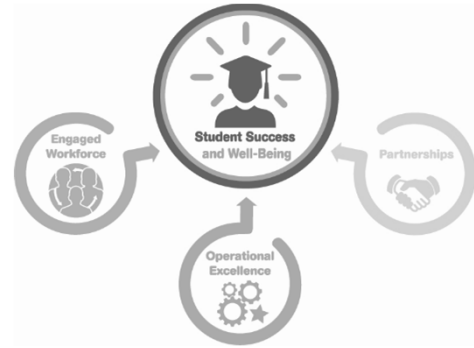 Student Success
and Well-Being
Engaged
Workforce
Partnerships
Operational
Excellence